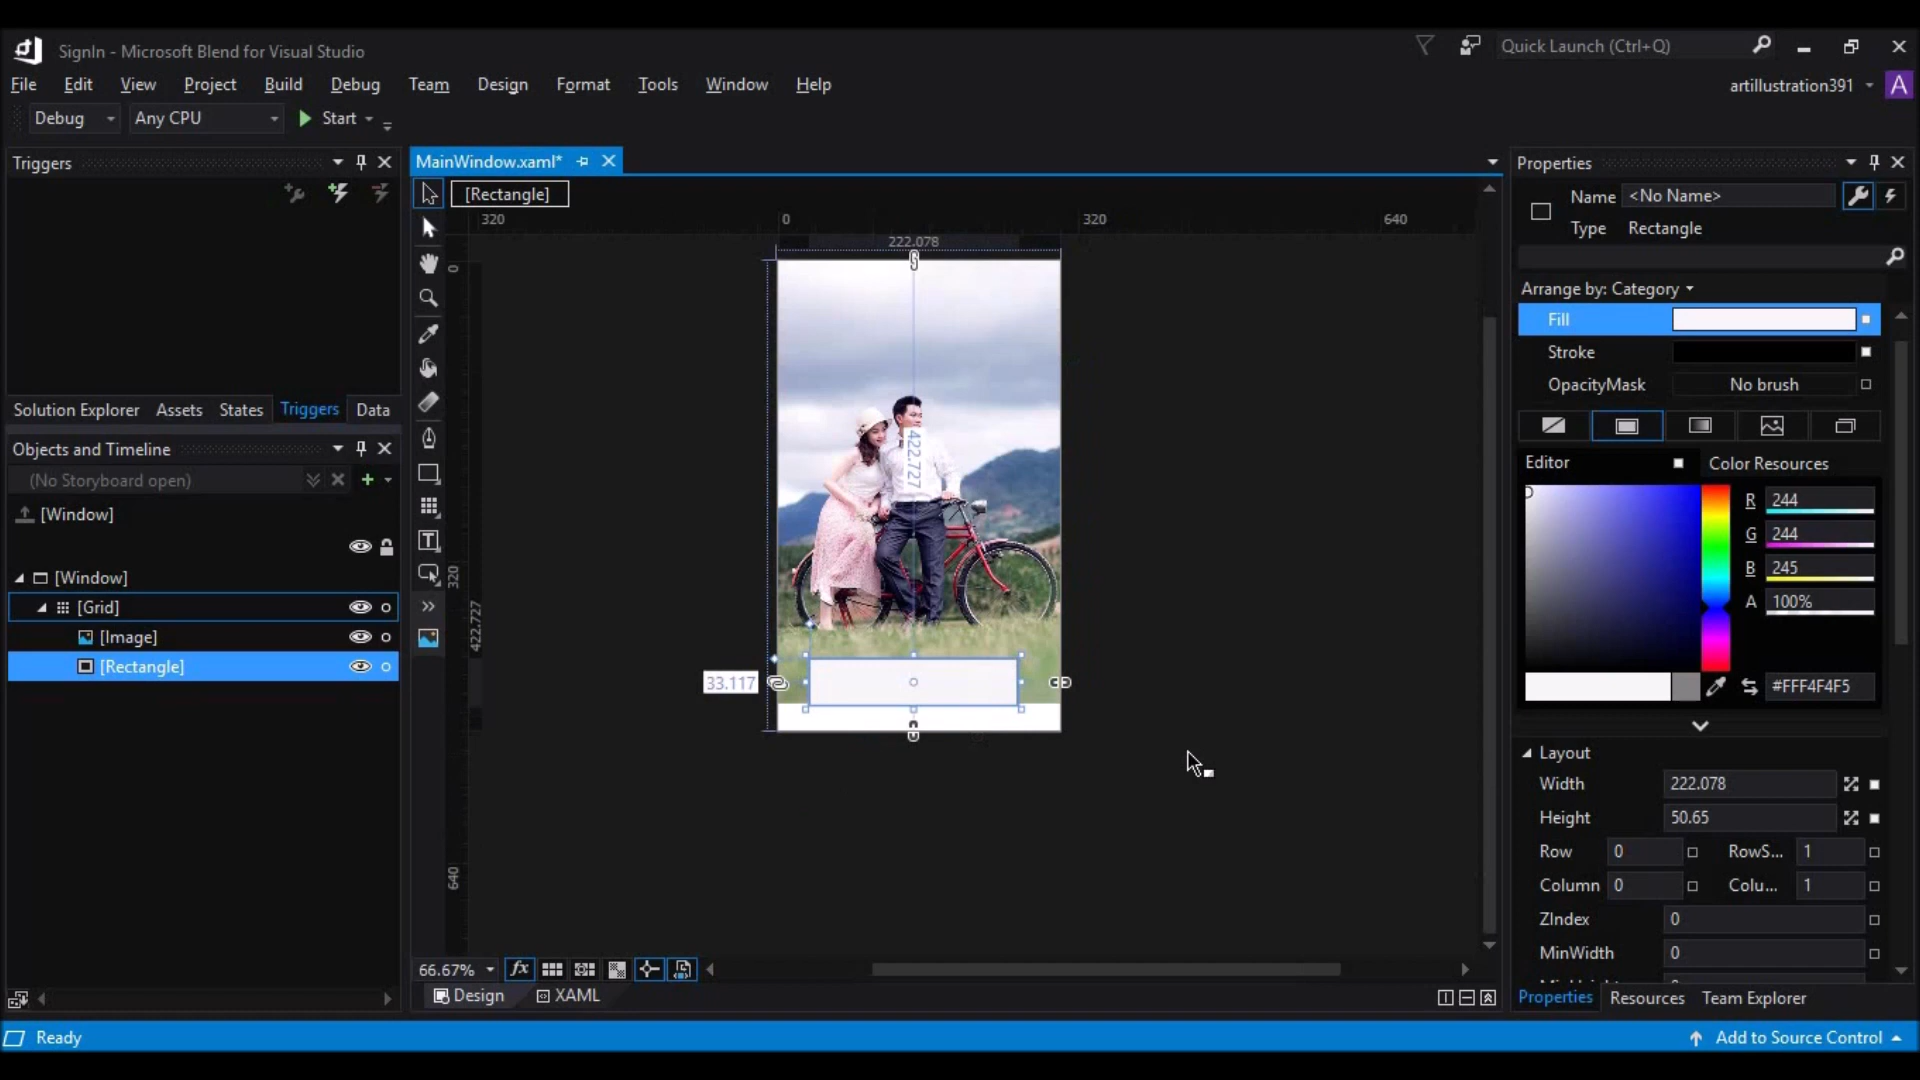 SignIn - Microsoft Blend for Visual Studio
Quick Launch (Ctrl+Q)
File Edit View Project Build Debug Team Design Format Tools Window Help
artillustration391 A
Debug Any CPU Start
Triggers
MainWindow.xaml*
[Rectangle]
Properties
Name <No Name>
Type Rectangle
Arrange by: Category
Fill
Stroke
OpacityMask No brush
Editor Color Resources
R 244
G 244
B 245
A 100%
#FFF4F4F5
Layout
Width 222.078
Height 50.65
Row 0 RowS... 1
Column 0 Colu... 1
ZIndex 0
MinWidth 0
Properties Resources Team Explorer
320 0 320 640
222.078
0
320
422.727
640
422.727
33.117
Solution Explorer Assets States Triggers Data
Objects and Timeline
(No Storyboard open)
[Window]
[Window]
[Grid]
[Image]
[Rectangle]
66.67% fx
Design XAML
Ready
Add to Source Control